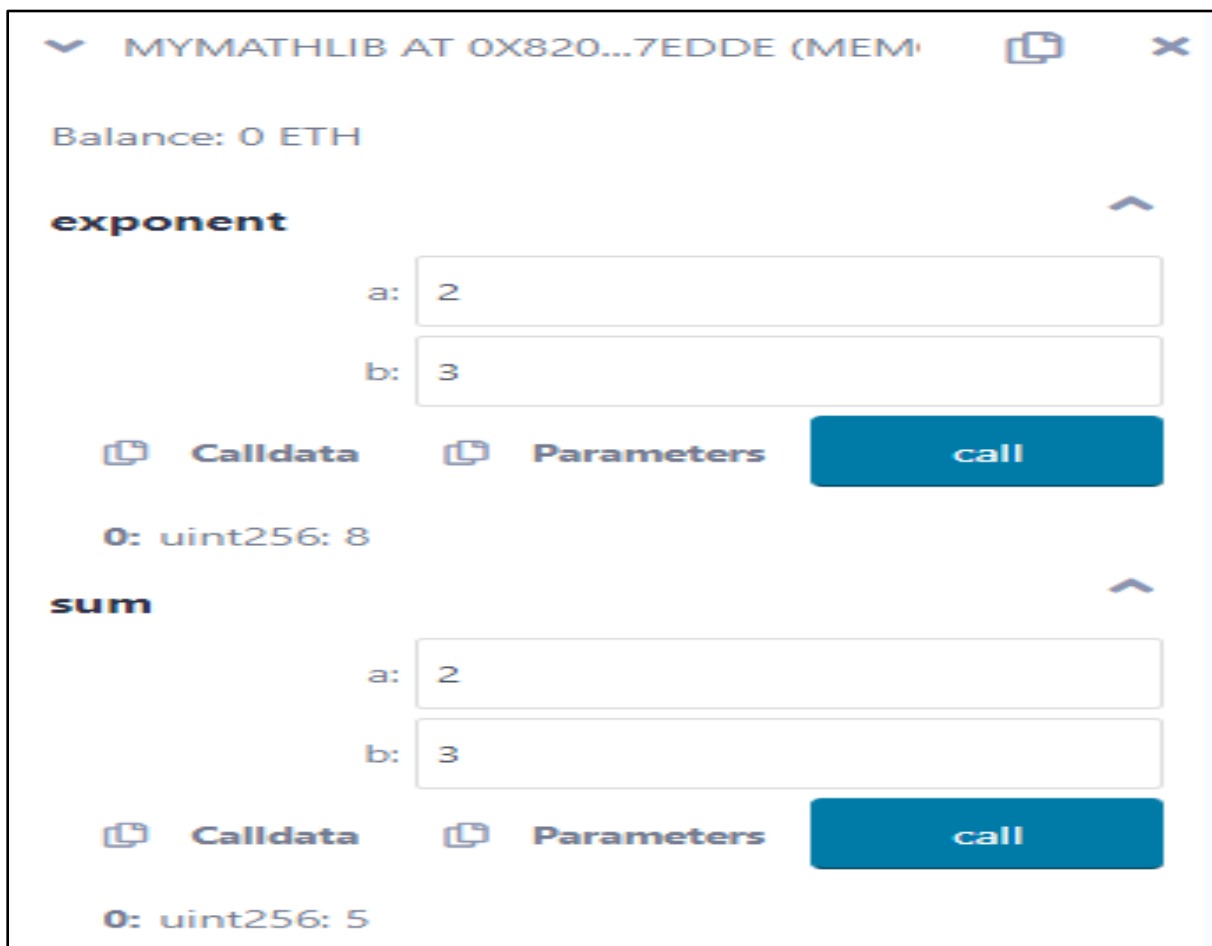 MYMATHLIB AT 0X820...7EDDE (MEM
Balance: 0 ETH
exponent
a: 2
b: 3
Calldata Parameters call
0: uint256: 8
sum
a: 2
b: 3
Calldata Parameters call
0: uint256: 5